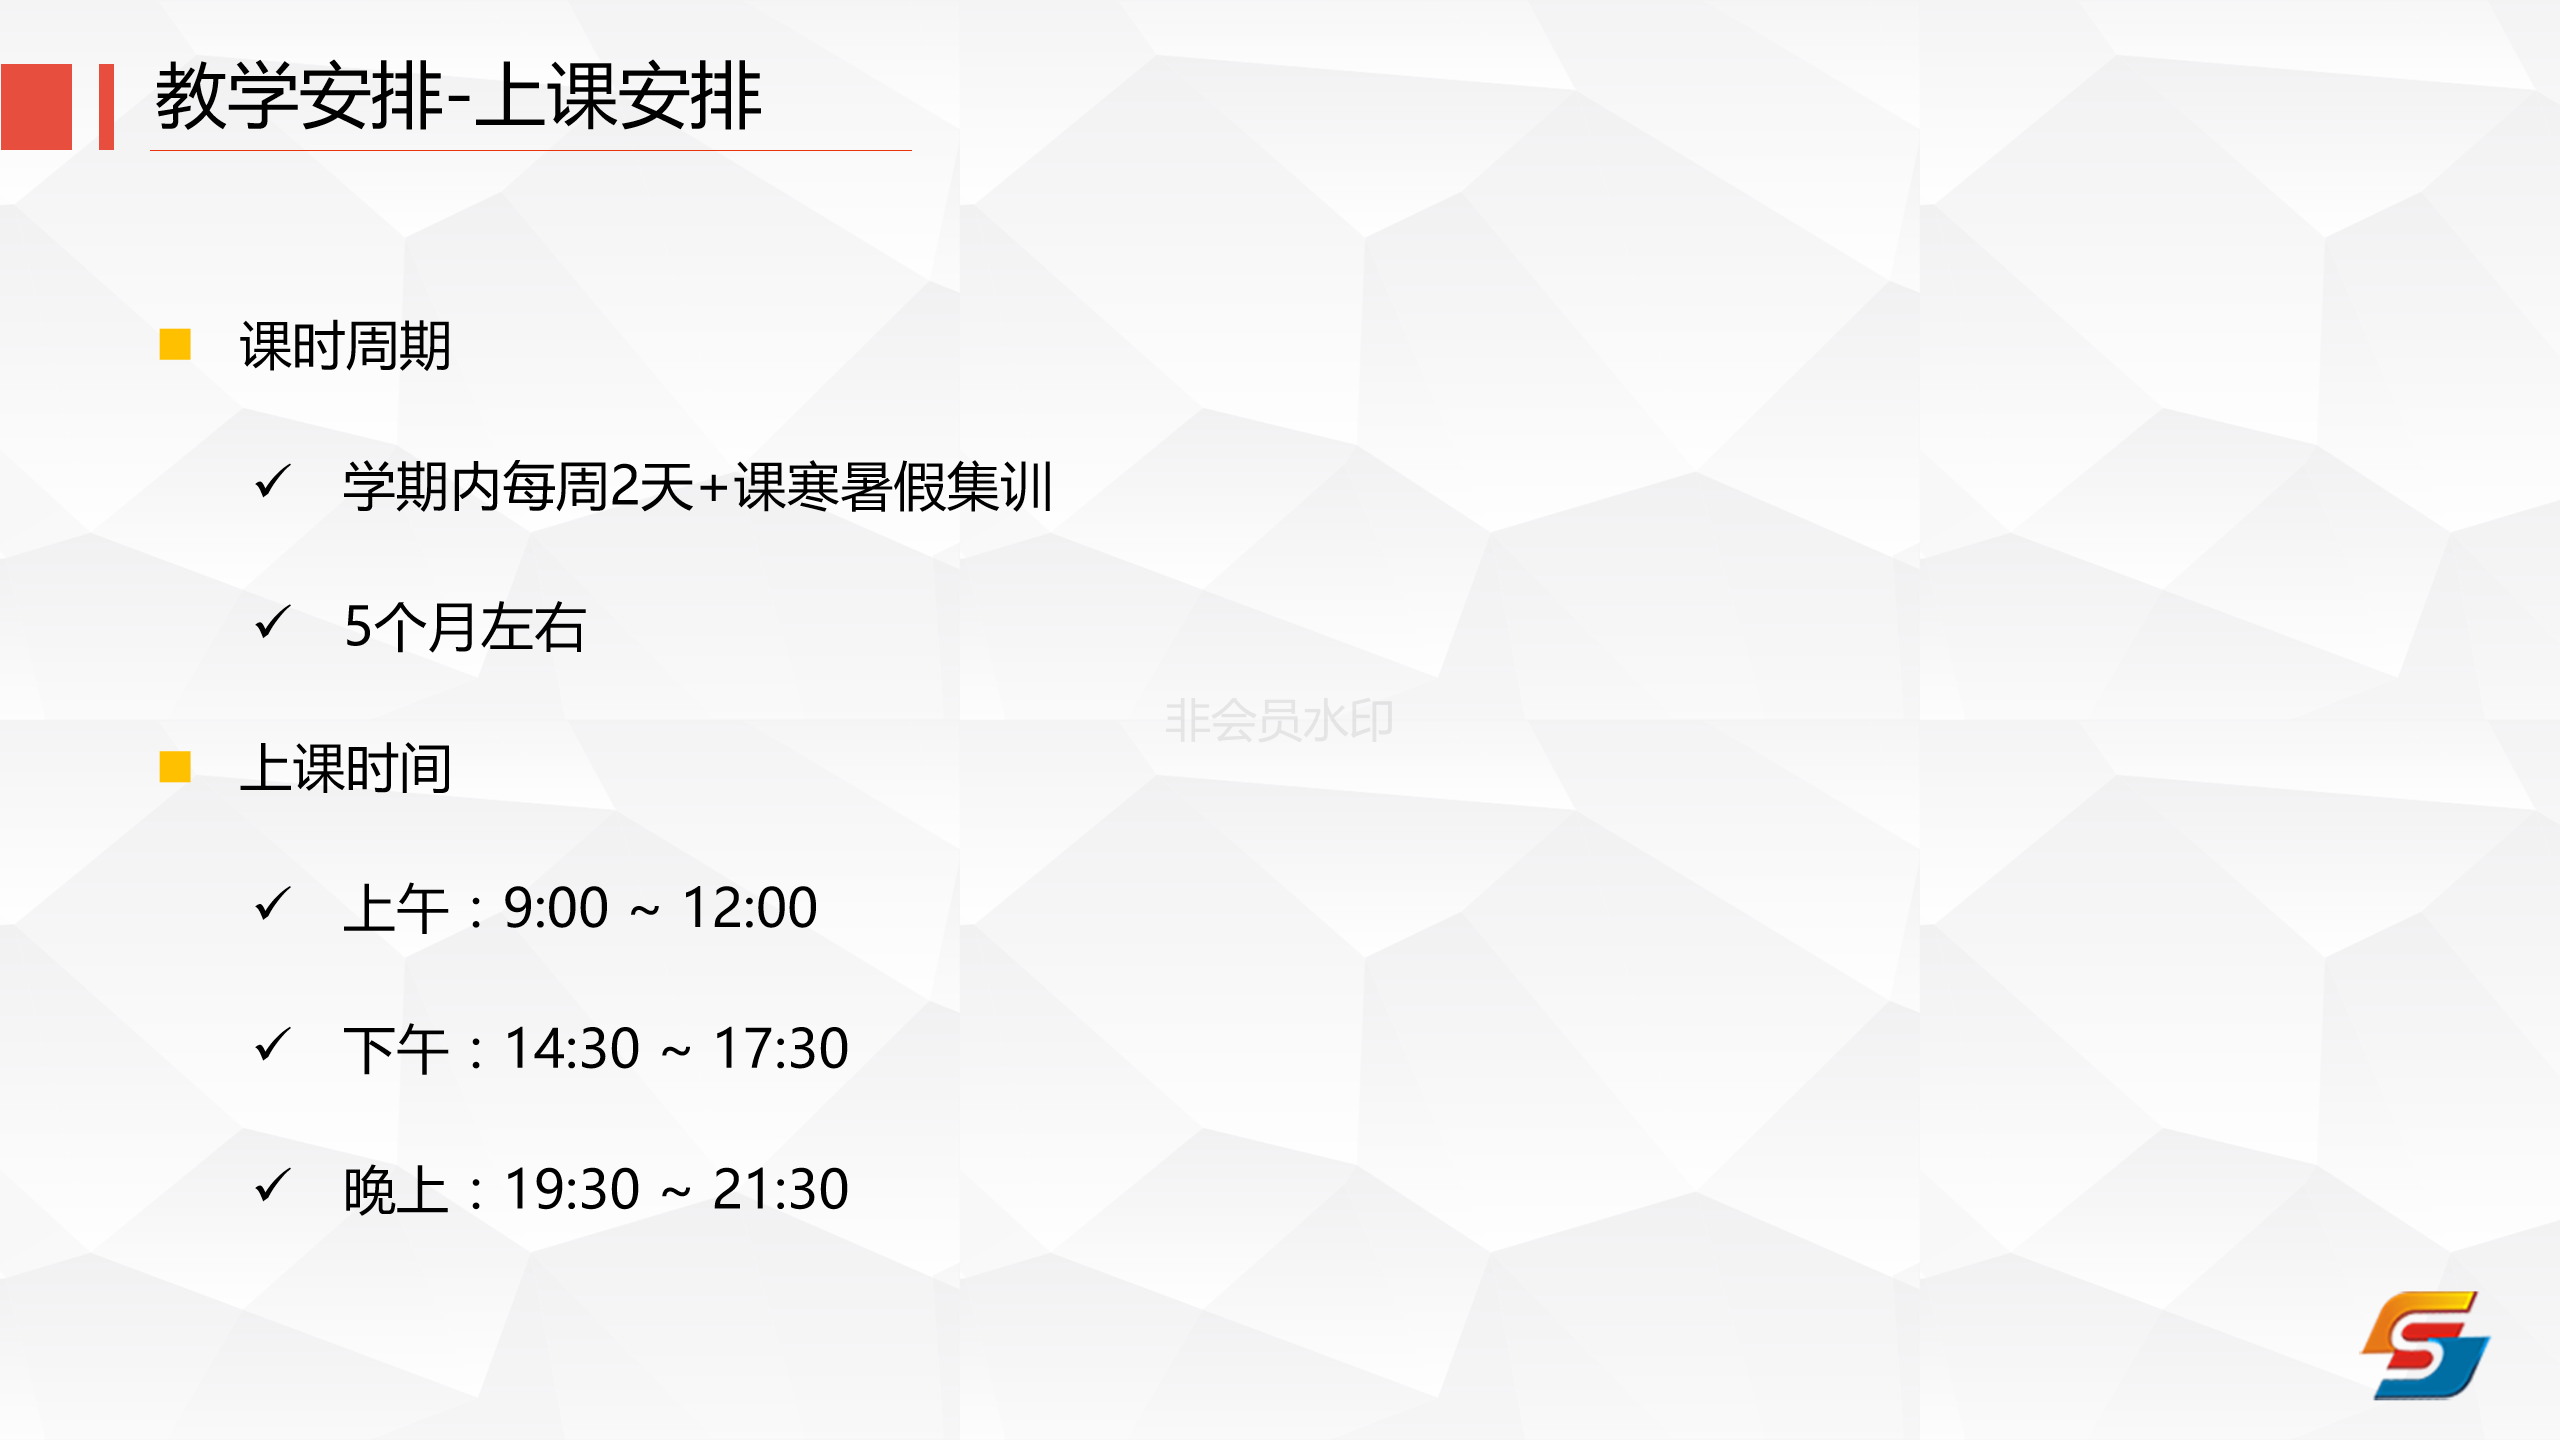 教学安排-上课安排
课时周期
学期内每周2天+课寒暑假集训
5个月左右
非会员水印
上课时间
上午：9:00 ~ 12:00
下午：14:30 ~ 17:30
晚上：19:30 ~ 21:30